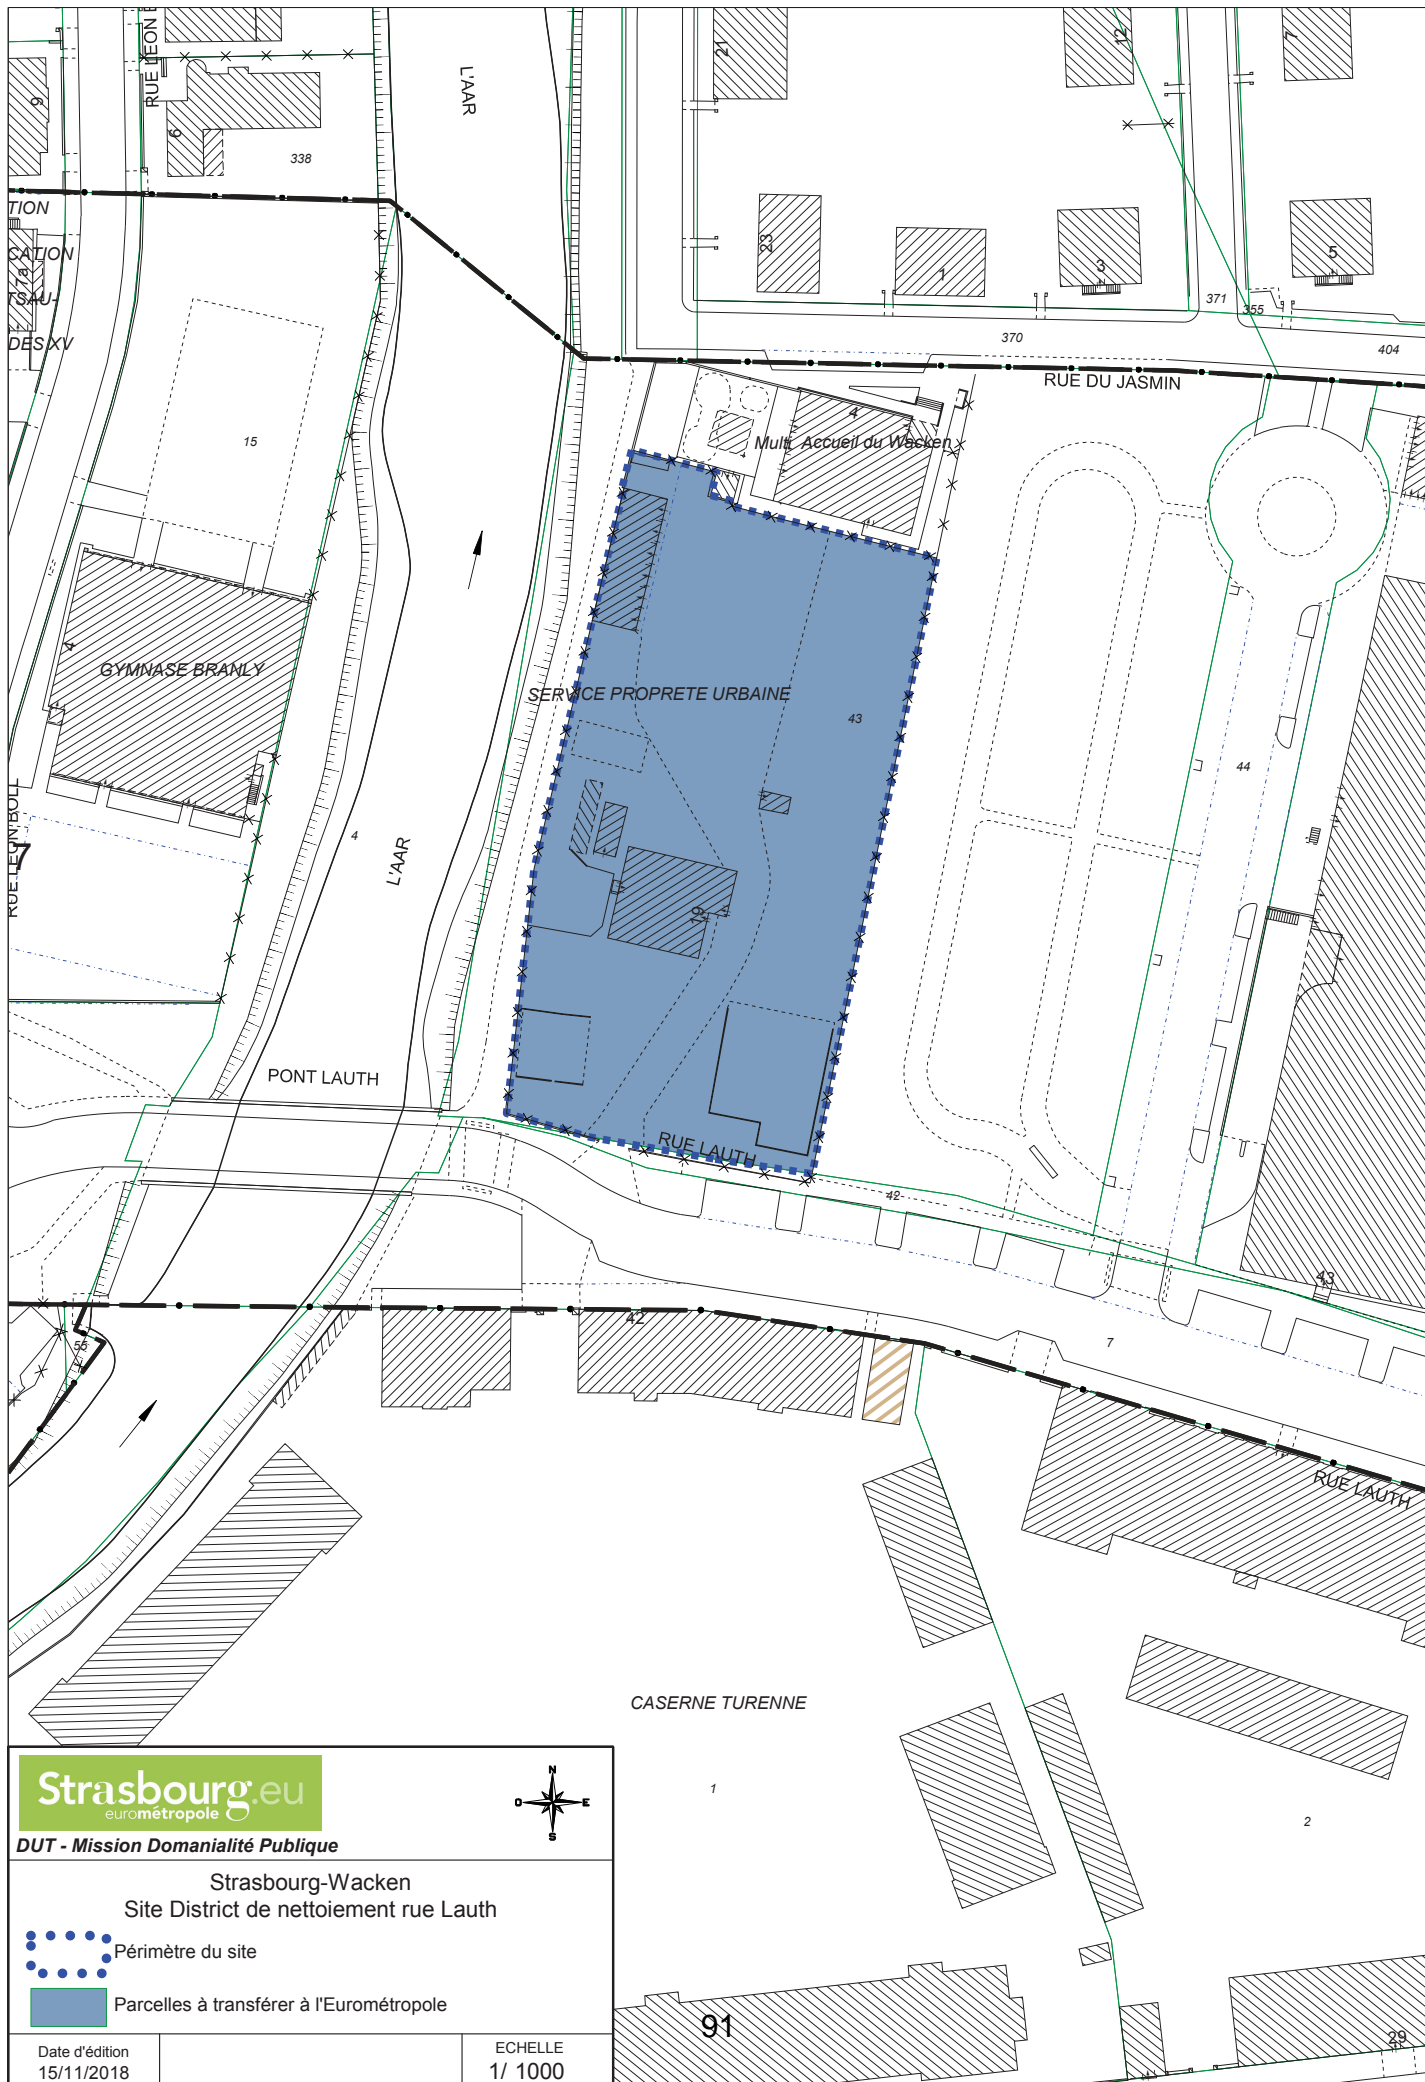 RUE LEON B
L'AAR
21
12
7
9
6
338
TION
CATION
7a
TSAU-
DES XV
23
1
3
5
371
355
370
404
RUE DU JASMIN
15
4
Multi Accueil du Wacken
GYMNASE BRANLY
4
SERVICE PROPRETE URBAINE
43
44
RUE LEON BOLL
7
4
L'AAR
19
PONT LAUTH
RUE LAUTH
42
43
55
42
7
RUE LAUTH
CASERNE TURENNE
1
2
91
29
Strasbourg.eu
eurométropole
N
O E
S
DUT - Mission Domanialité Publique
Strasbourg-Wacken
Site District de nettoiement rue Lauth
Périmètre du site
Parcelles à transférer à l'Eurométropole
Date d'édition
15/11/2018
ECHELLE
1/ 1000